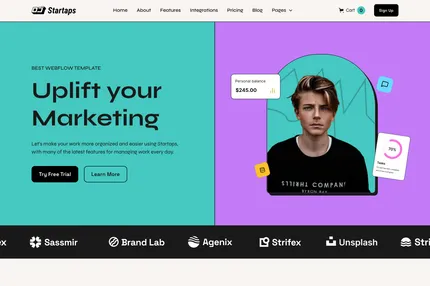 Startaps
Home About Features Integrations Pricing Blog Pages
Cart 0
Sign Up
BEST WEBFLOW TEMPLATE
Uplift your
Marketing
Let's make your work more organized and easier using Startaps,
with many of the latest features for managing work every day.
Try Free Trial Learn More
Personal balance
$245.00
70%
Tasks
COMPANY
ex Sassmir Brand Lab Agenix Strifex Unsplash Stri